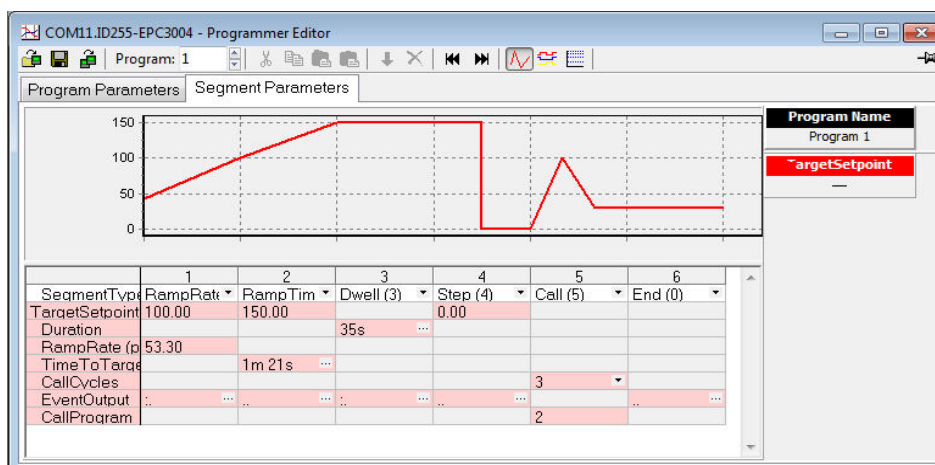 COM11.ID255-EPC3004 - Programmer Editor
Program: 1
Program Parameters Segment Parameters
150
100
50
0
Program Name
Program 1
TargetSetpoint
—
1 2 3 4 5 6
SegmentType RampRate RampTim Dwell (3) Step (4) Call (5) End (0)
TargetSetpoint 100.00 150.00 0.00
Duration 35s ...
RampRate (p 53.30
TimeToTarge 1m 21s ...
CallCycles 3
EventOutput :. ... .. ... :. ... .. ... .. ...
CallProgram 2